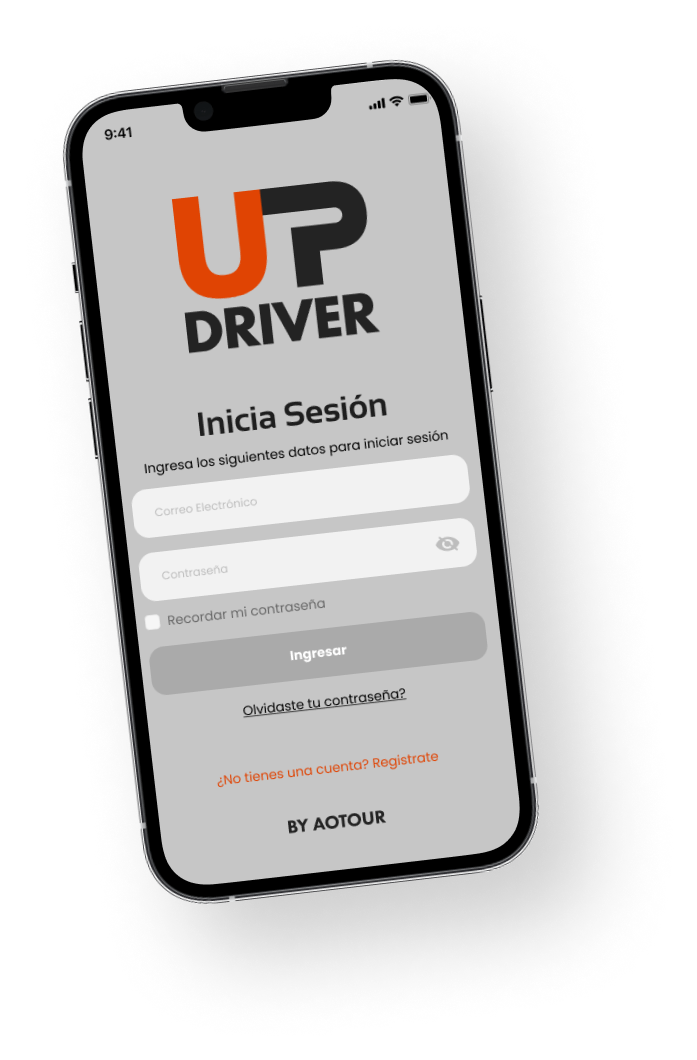 9:41
UP
DRIVER
Inicia Sesión
Ingresa los siguientes datos para iniciar sesión
Correo Electrónico
Contraseña
Recordar mi contraseña
Ingresar
Olvidaste tu contraseña?
¿No tienes una cuenta? Registrate
BY AOTOUR